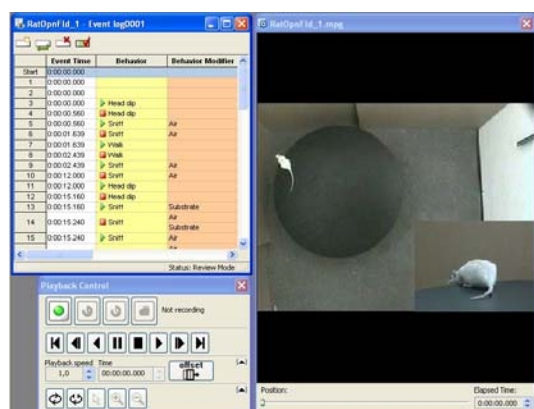 RatOpnFld_1 - Event log0001
Event Time Behavior Behavior Modifier
Start 0:00:00.000
1 0:00:00.000
2 0:00:00.000
3 0:00:00.000 Head dip
4 0:00:00.560 Head dip
5 0:00:00.560 Sniff Air
6 0:00:01.639 Sniff Air
7 0:00:01.639 Walk
8 0:00:02.439 Walk
9 0:00:02.439 Sniff Air
10 0:00:12.000 Sniff Air
11 0:00:12.000 Head dip
12 0:00:15.160 Head dip
13 0:00:15.160 Sniff Substrate
14 0:00:15.240 Sniff Air
Substrate
15 0:00:15.240 Sniff Air
Status: Review Mode
Playback Control
Not recording
Playback speed Time
1,0 00:00:00.000 offset
RatOpnFld_1.mpg
Position: Elapsed Time:
0:00:00.000